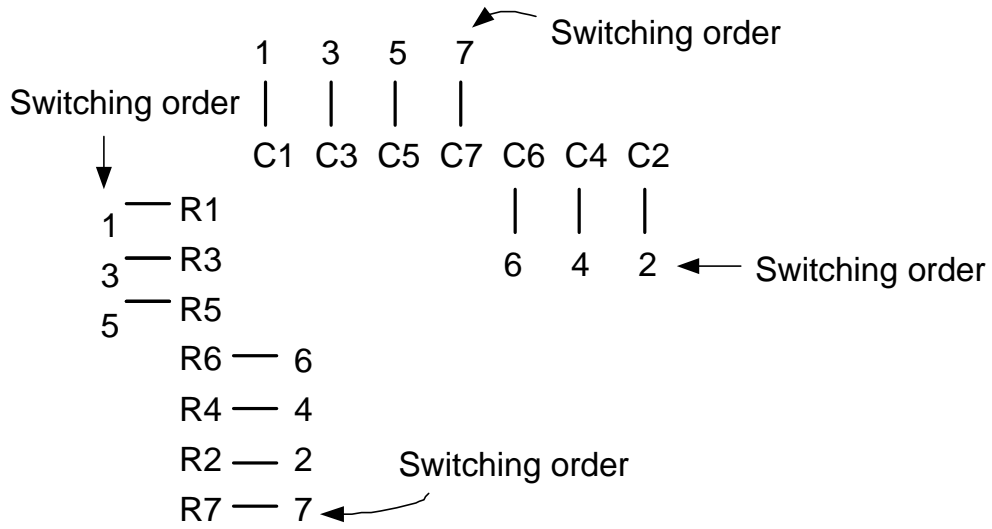 Switching order
1 3 5 7
Switching order
C1 C3 C5 C7 C6 C4 C2
1 R1
3 R3
6 4 2 Switching order
5 R5
R6 6
R4 4
R2 2
Switching order
R7 7